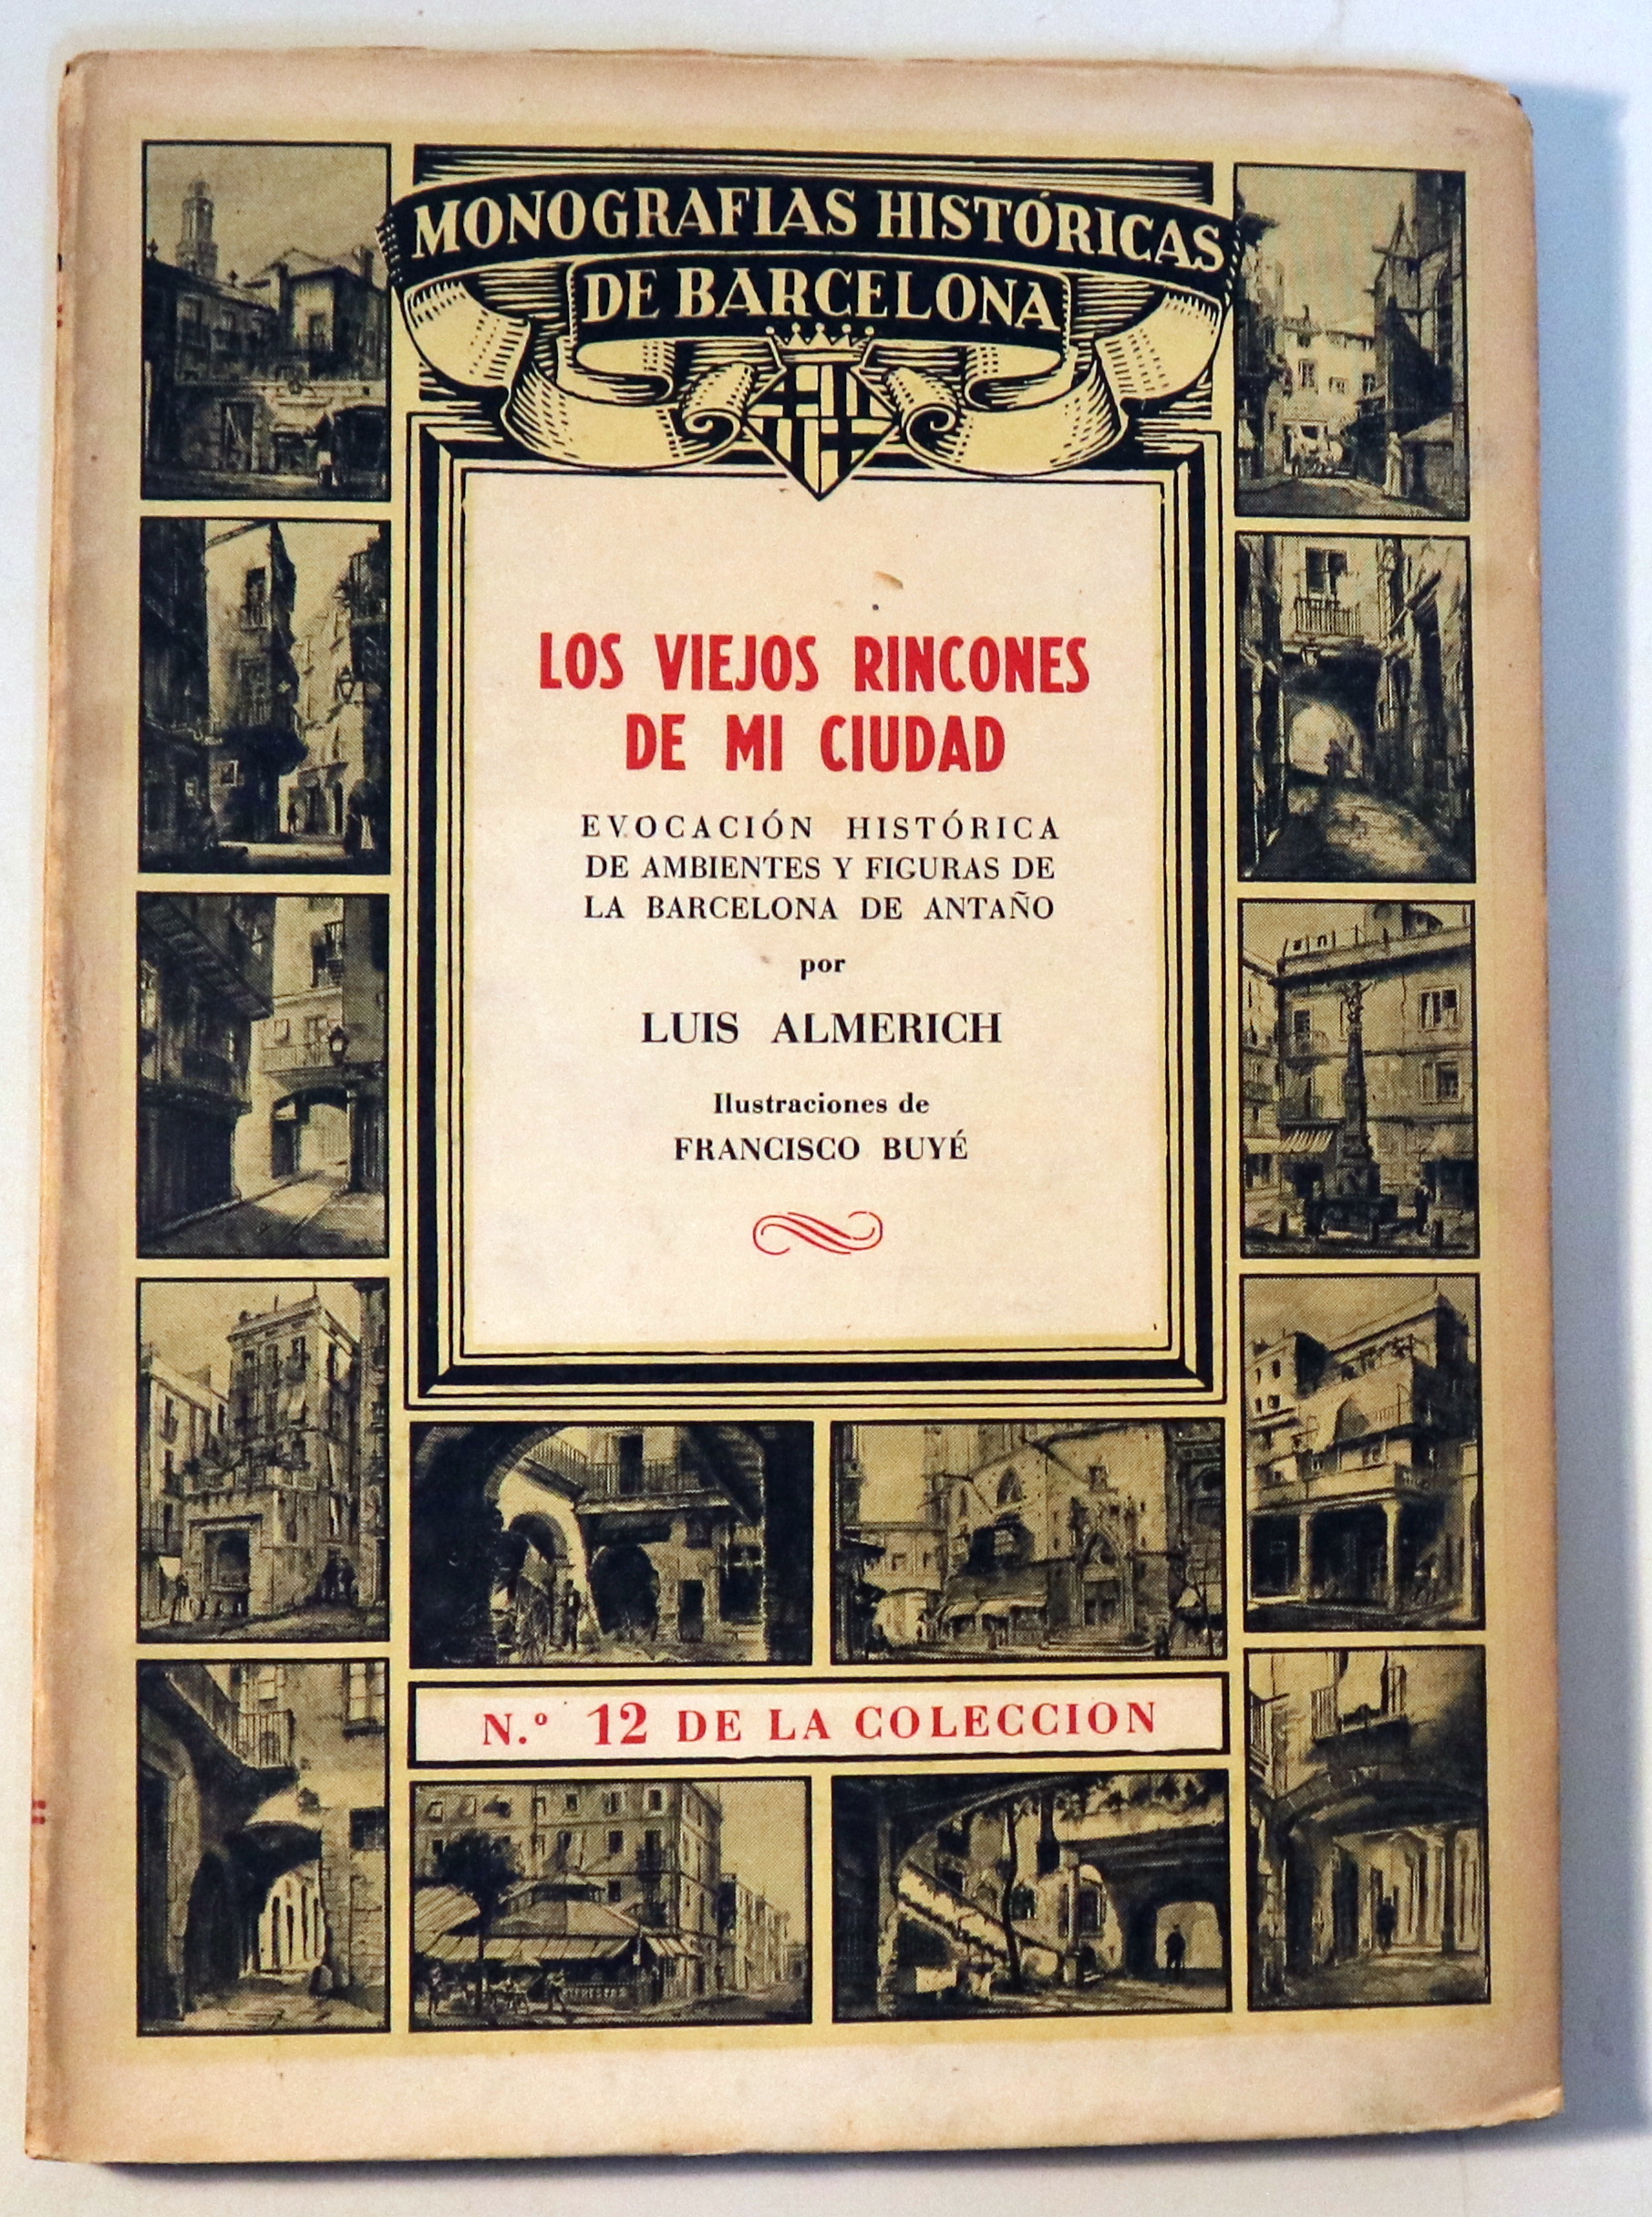 MONOGRAFIAS HISTÓRICAS
DE BARCELONA
LOS VIEJOS RINCONES
DE MI CIUDAD
EVOCACIÓN HISTÓRICA
DE AMBIENTES Y FIGURAS DE
LA BARCELONA DE ANTAÑO
por
LUIS ALMERICH
Ilustraciones de
FRANCISCO BUYÉ
N.º 12 DE LA COLECCION